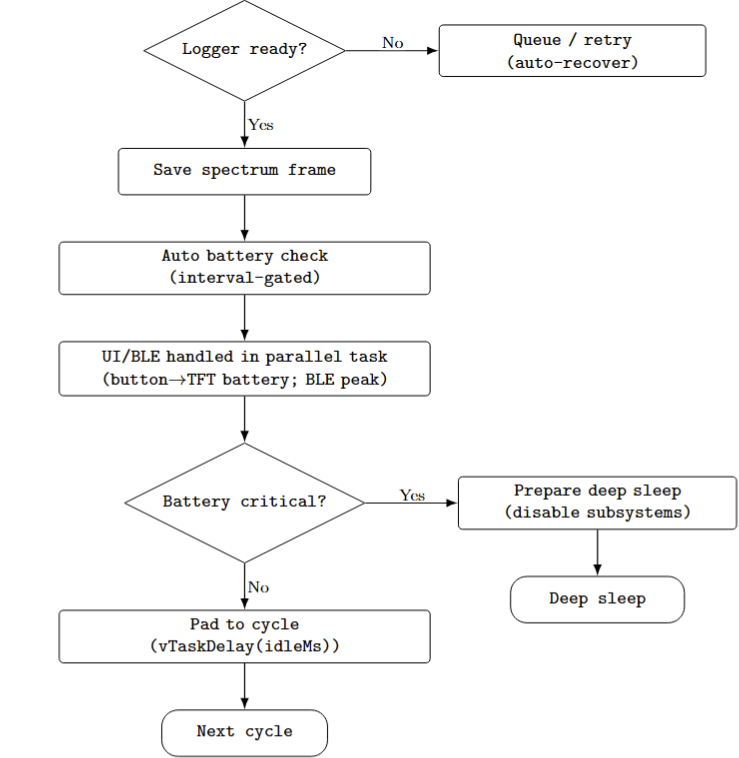 Logger ready?
No
Queue / retry
(auto-recover)
Yes
Save spectrum frame
Auto battery check
(interval-gated)
UI/BLE handled in parallel task
(button→TFT battery; BLE peak)
Battery critical?
Yes
Prepare deep sleep
(disable subsystems)
Deep sleep
No
Pad to cycle
(vTaskDelay(idleMs))
Next cycle